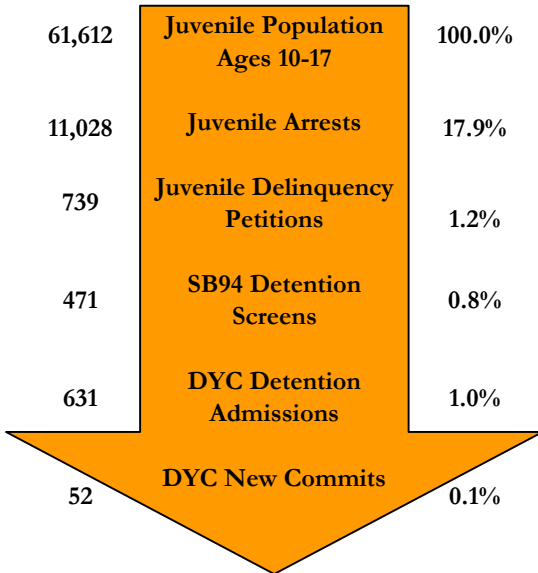 61,612 Juvenile Population Ages 10-17 100.0%
11,028 Juvenile Arrests 17.9%
739 Juvenile Delinquency Petitions 1.2%
471 SB94 Detention Screens 0.8%
631 DYC Detention Admissions 1.0%
52 DYC New Commits 0.1%